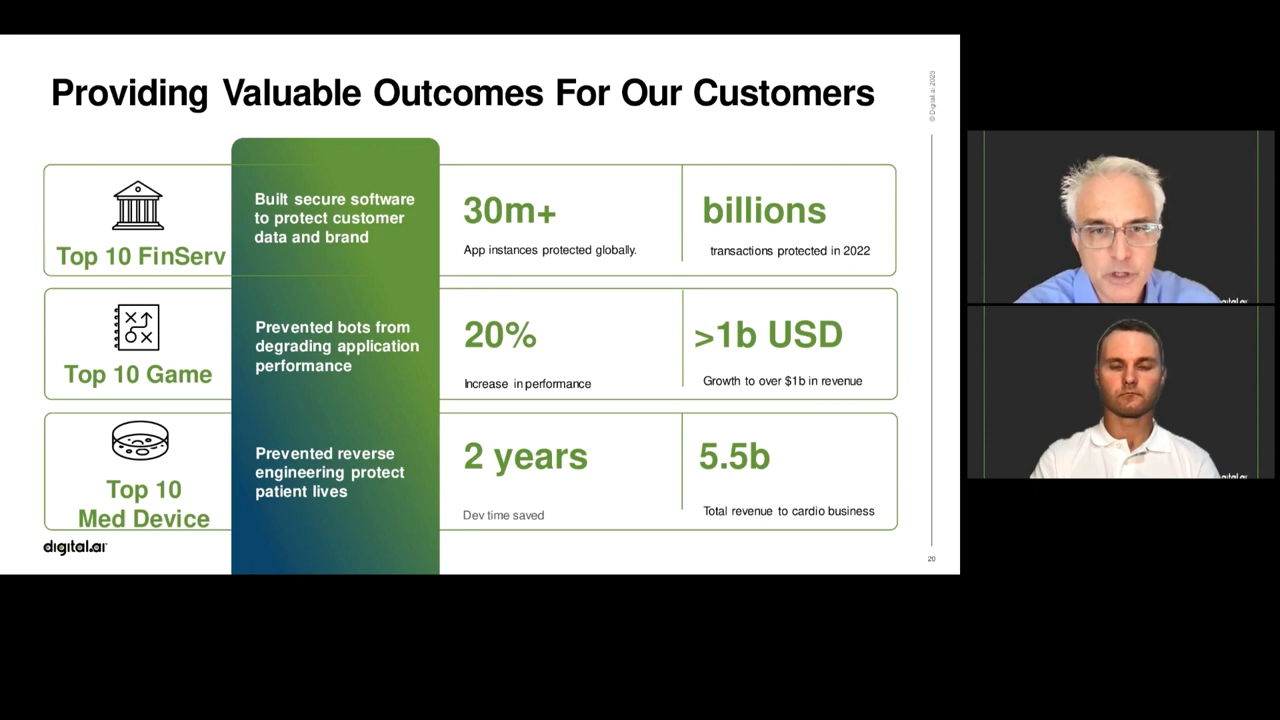 Providing Valuable Outcomes For Our Customers
© Digital.ai 2023
Top 10 FinServ
Built secure software
to protect customer
data and brand
30m+
App instances protected globally.
billions
transactions protected in 2022
Top 10 Game
Prevented bots from
degrading application
performance
20%
Increase in performance
>1b USD
Growth to over $1b in revenue
Top 10
Med Device
Prevented reverse
engineering protect
patient lives
2 years
Dev time saved
5.5b
Total revenue to cardio business
digital.ai
20